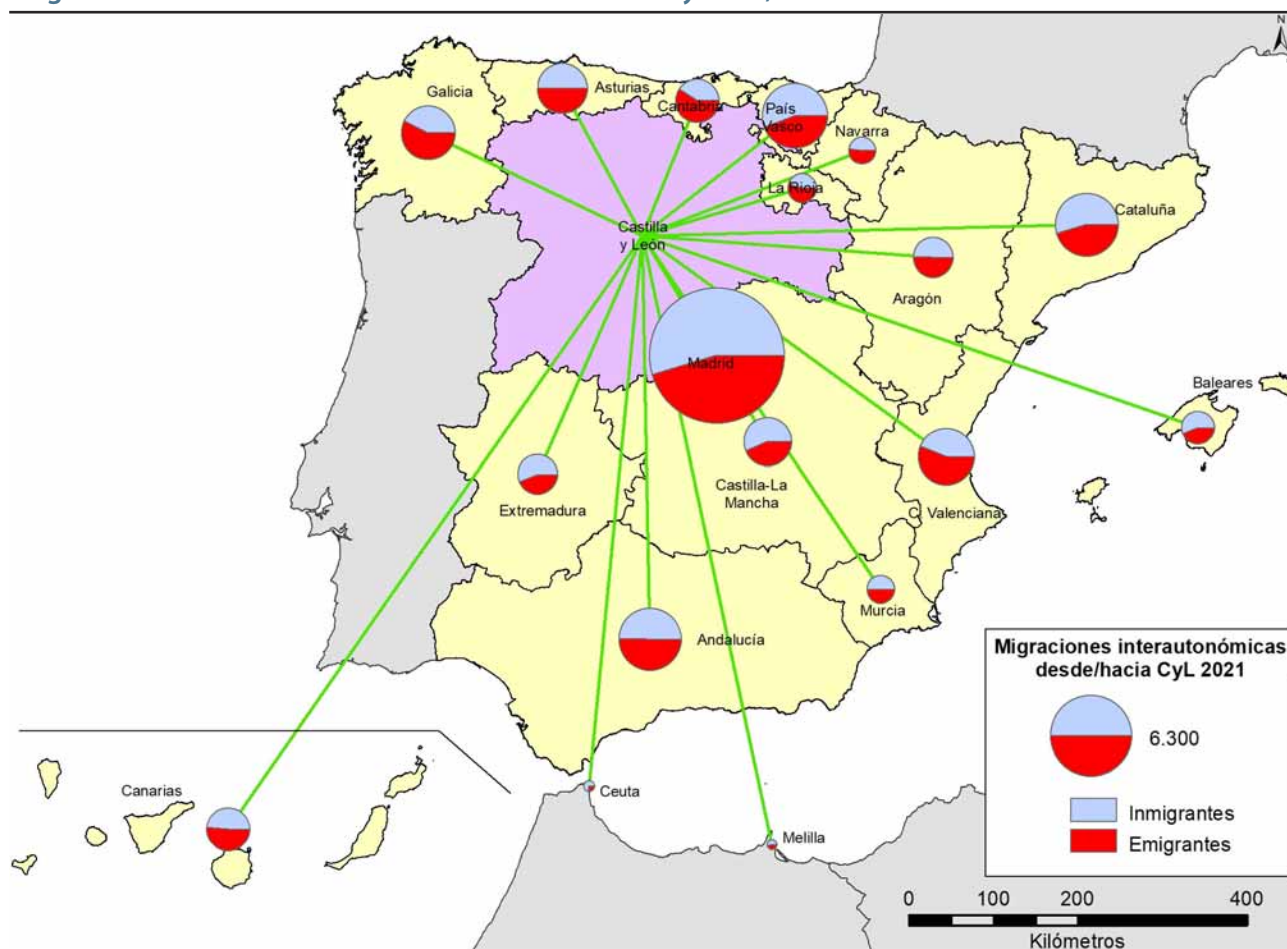 N
Galicia
Asturias
Cantabria
País
Vasco
Navarra
La Rioja
Cataluña
Castilla
y León
Aragón
Madrid
Baleares
Extremadura
Castilla-La
Mancha
C. Valenciana
Murcia
Andalucía
Ceuta
Melilla
Canarias
Migraciones interautonómicas
desde/hacia CyL 2021
6.300
Inmigrantes
Emigrantes
0 100 200 400
Kilómetros